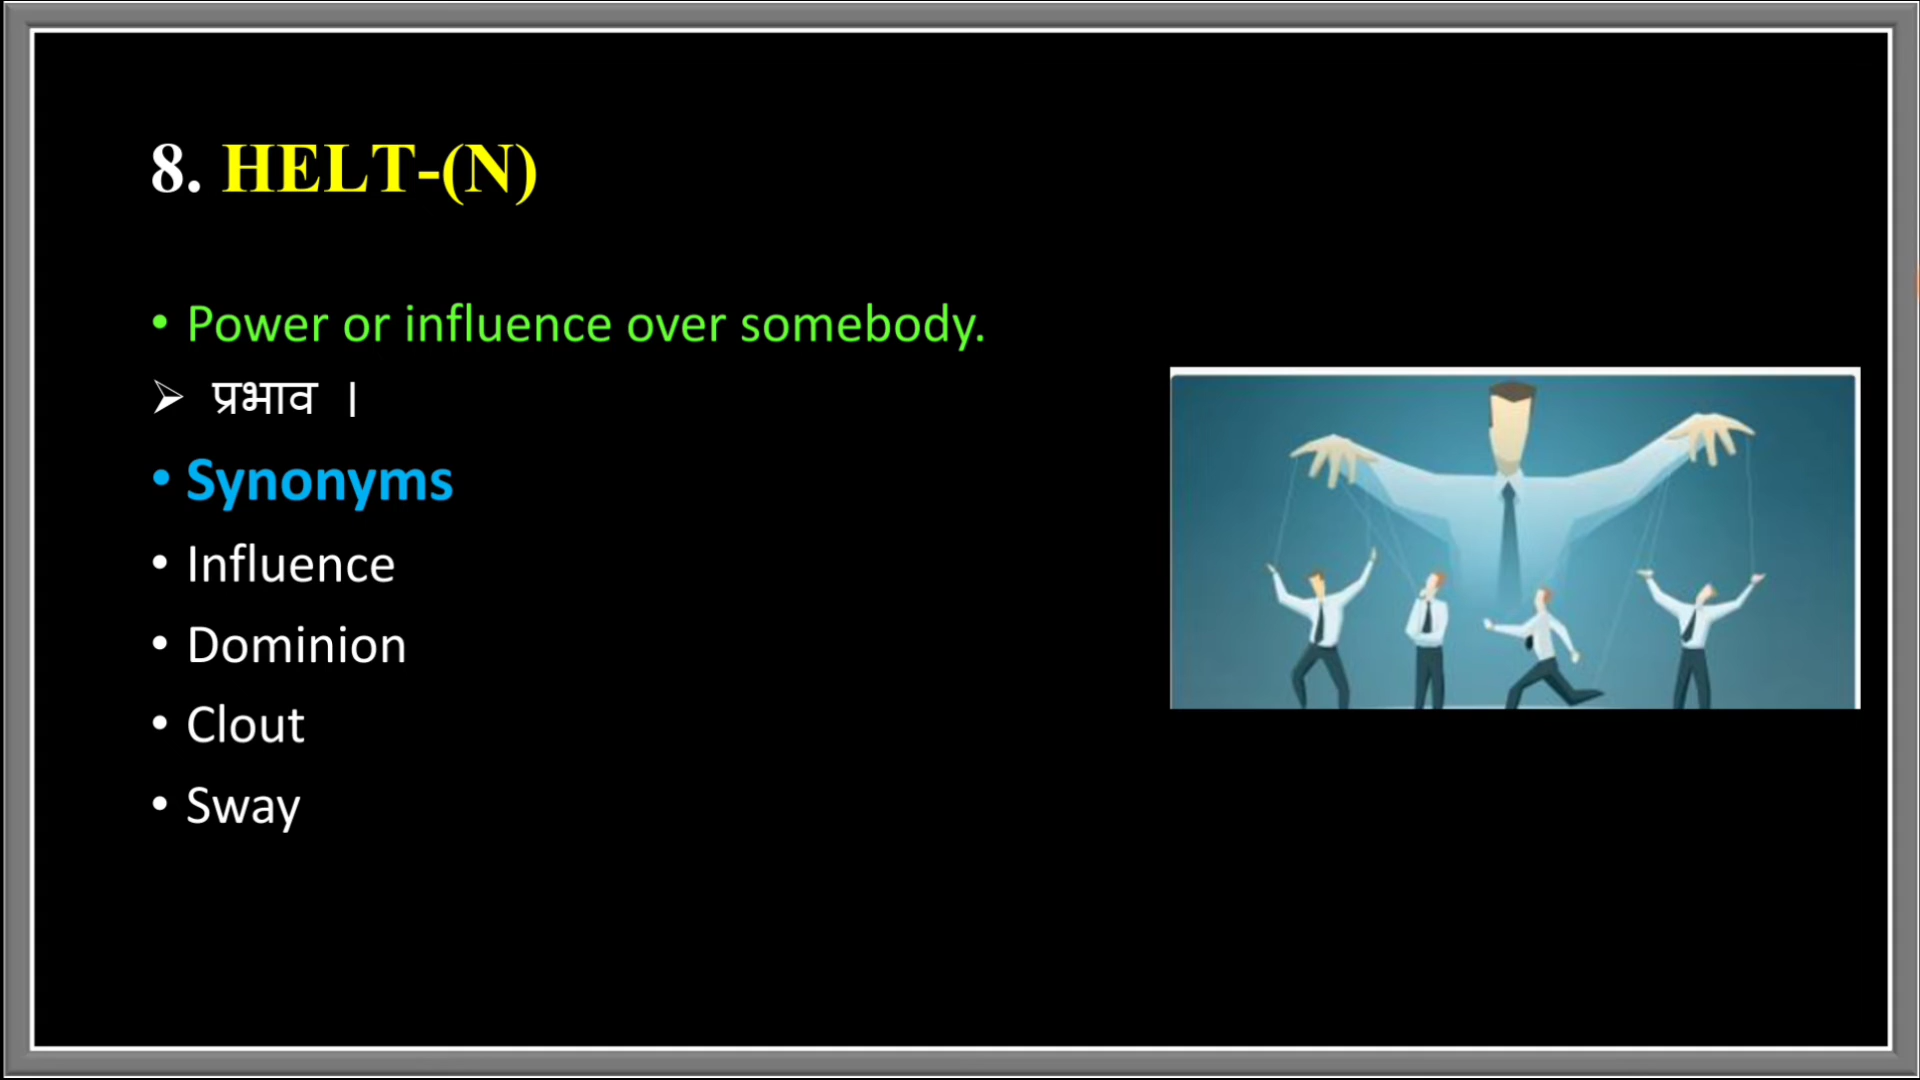 8. HELT-(N)
• Power or influence over somebody.
➢ प्रभाव ।
• Synonyms
• Influence
• Dominion
• Clout
• Sway